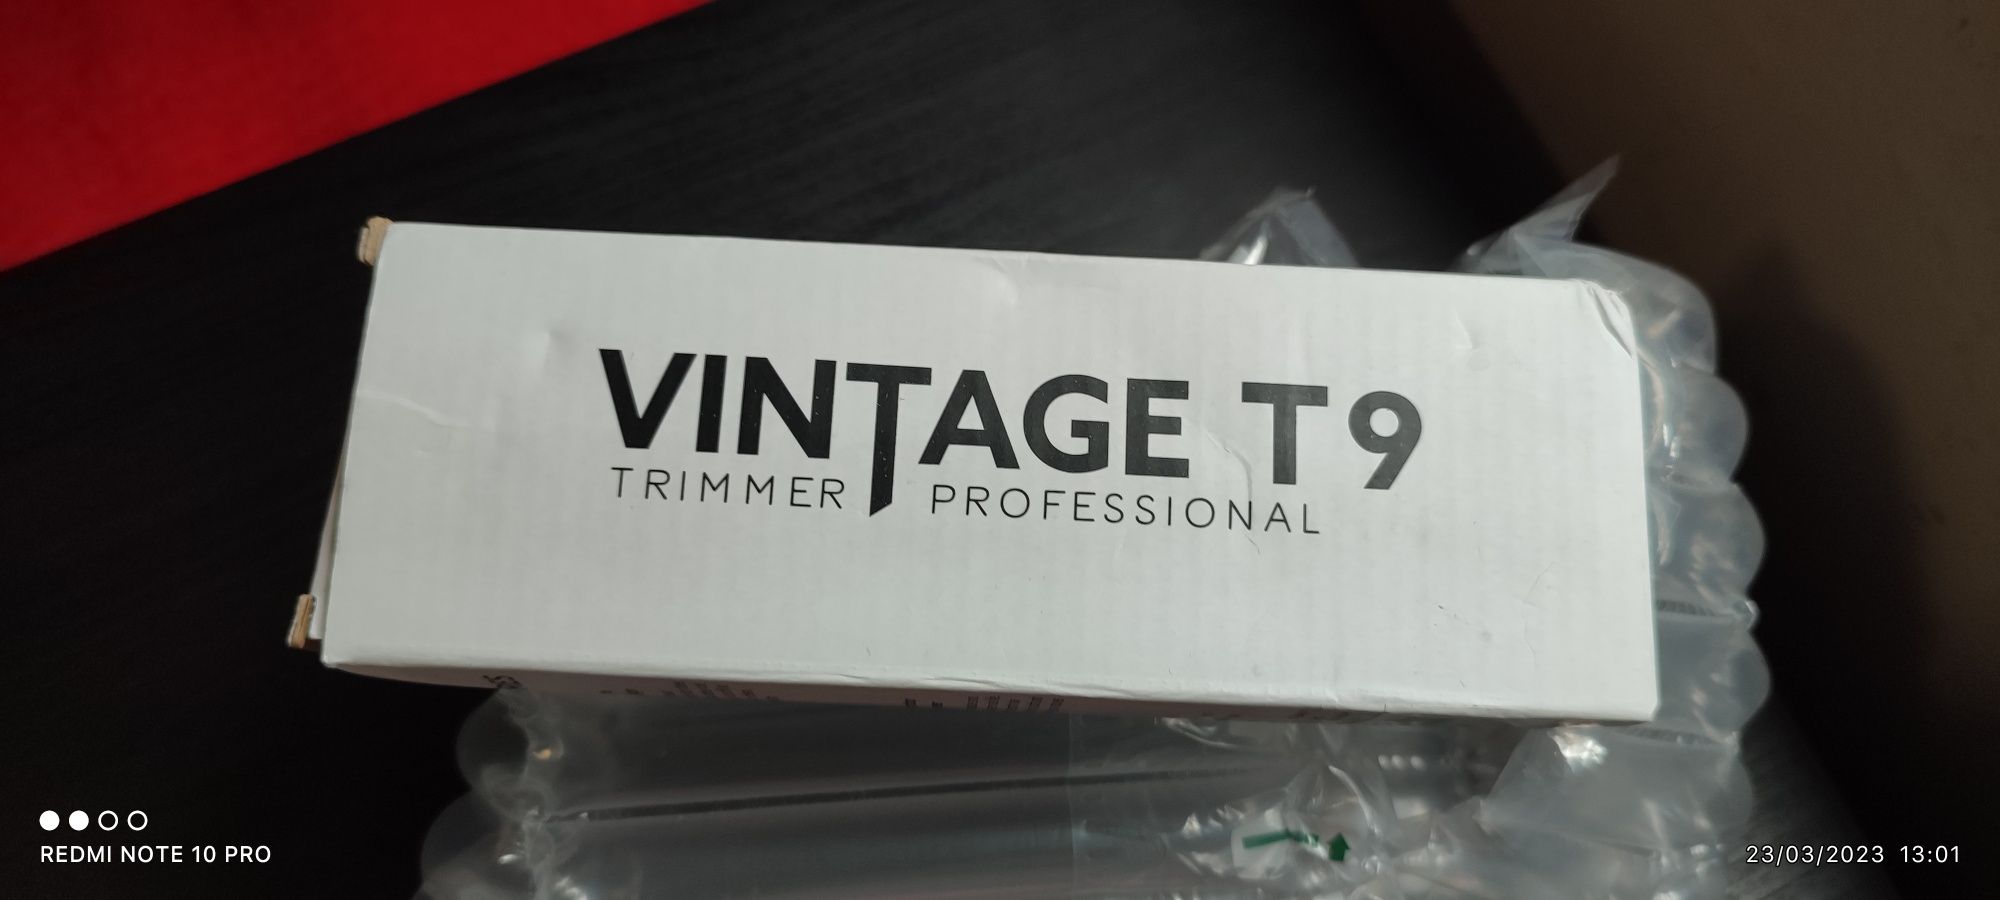 VINTAGE T9
TRIMMER PROFESSIONAL
REDMI NOTE 10 PRO
23/03/2023 13:01